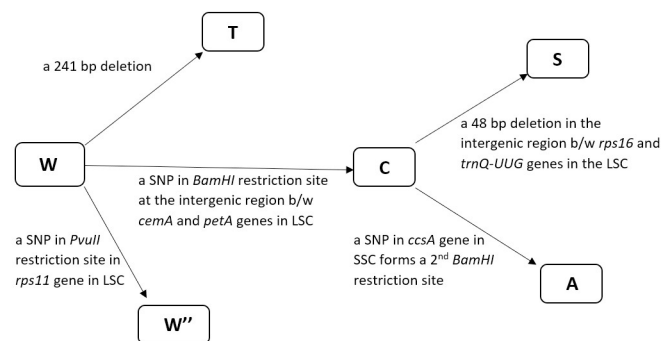 T
a 241 bp deletion
S
a 48 bp deletion in the
intergenic region b/w rps16 and
trnQ-UUG genes in the LSC
W
C
a SNP in BamHI restriction site
at the intergenic region b/w
cemA and petA genes in LSC
a SNP in PvuII
restriction site in
rps11 gene in LSC
a SNP in ccsA gene in
SSC forms a 2nd BamHI
restriction site
A
W''